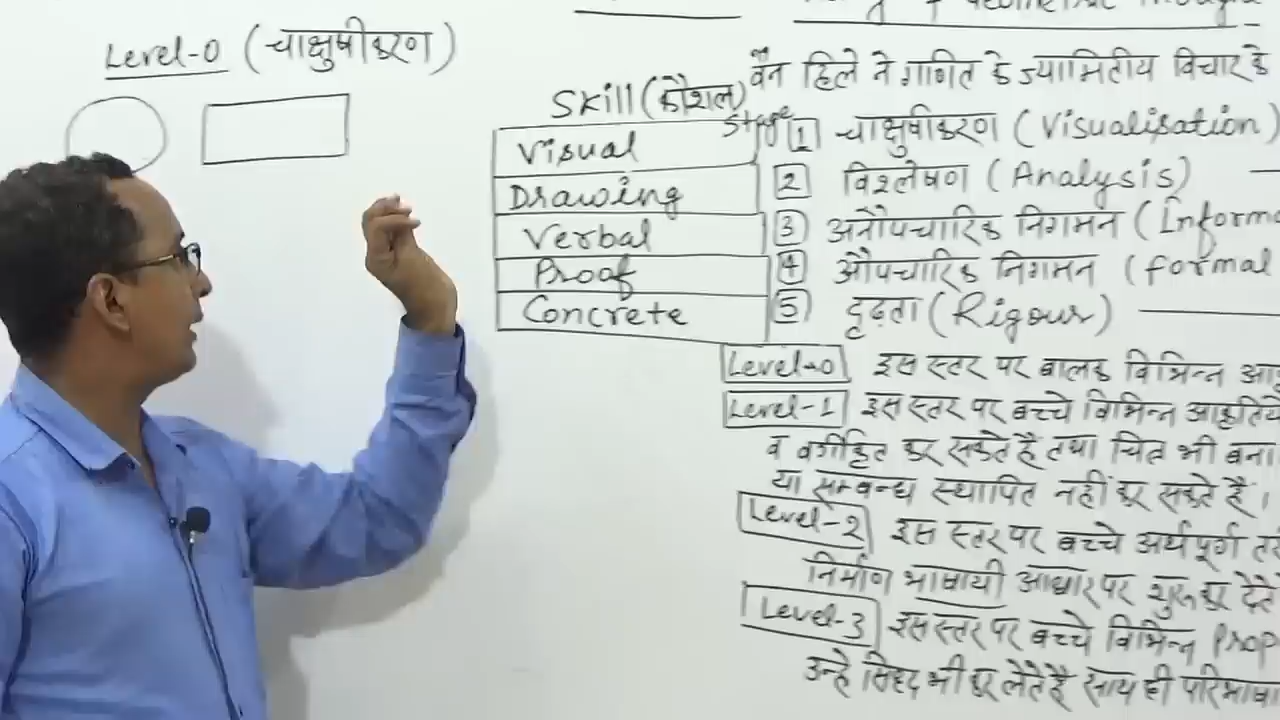 Level-0 (चाक्षुषीकरण)
Skill (कौशल)
Visual
Drawing
Verbal
Proof
Concrete
वैन हिले ने गणित के ज्यामितीय विचार के
Stage 1 चाक्षुषीकरण (Visualisation)
2 विश्लेषण (Analysis)
3 अनौपचारिक निगमन (Inform
4 औपचारिक निगमन (formal
5 दृढ़ता (Rigour)
Level-0 इस स्तर पर बालक विभिन्न
Level-1 इस स्तर पर बच्चे विभिन्न
व वर्गीकृत कर सकते है तथा चित्र भी बना
या सम्बन्ध स्थापित नहीं कर सकते हैं।
Level-2 इस स्तर पर बच्चे अर्थपूर्ण
निर्माण भाषायी आधार पर शुरू कर देते
Level-3 इस स्तर पर बच्चे विभिन्न Prop
उन्हे सिद्ध भी कर लेते है साथ ही